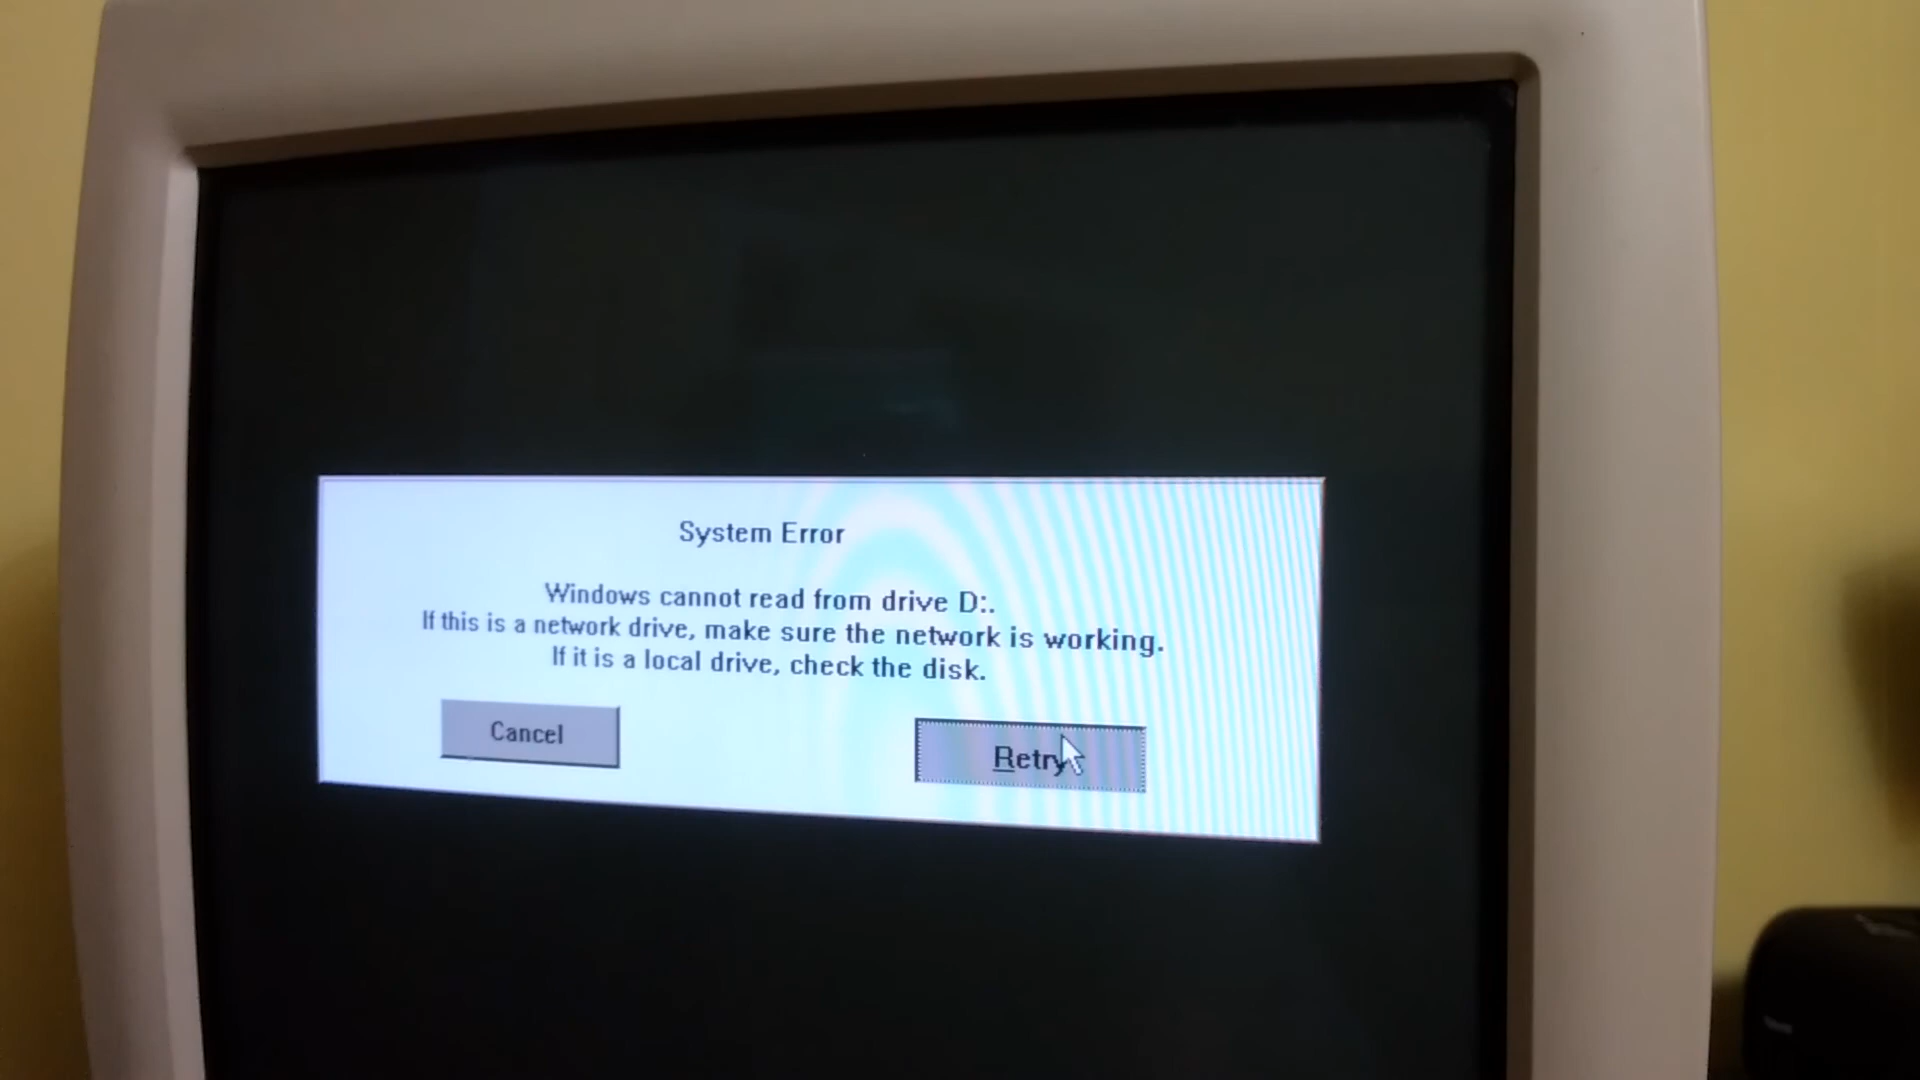 System Error
Windows cannot read from drive D:.
If this is a network drive, make sure the network is working.
If it is a local drive, check the disk.
Cancel
Retry